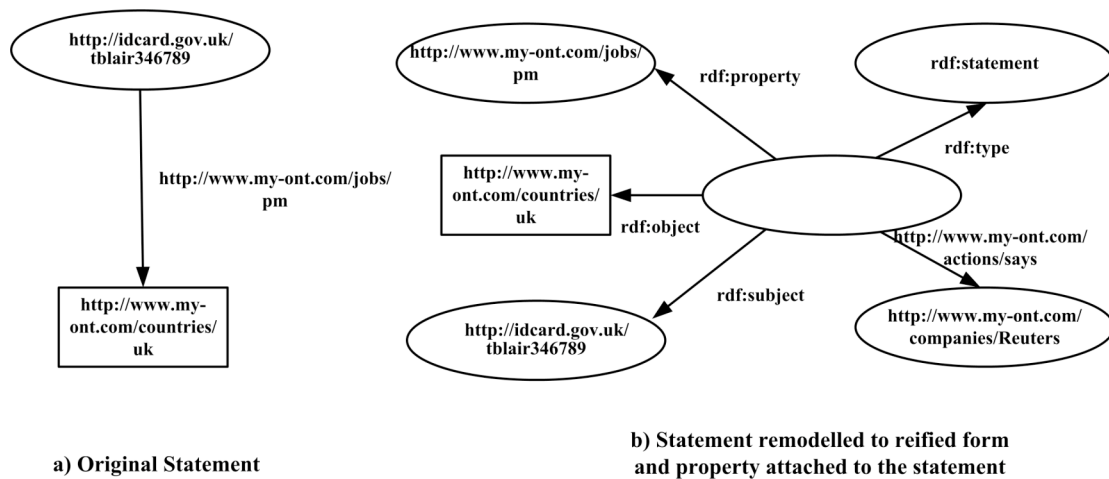 http://idcard.gov.uk/
tblair346789
http://www.my-ont.com/jobs/
pm
http://www.my-
ont.com/countries/
uk
a) Original Statement
http://www.my-ont.com/jobs/
pm
rdf:property
rdf:statement
rdf:type
http://www.my-
ont.com/countries/
uk
rdf:object
http://www.my-ont.com/
actions/says
rdf:subject
http://idcard.gov.uk/
tblair346789
http://www.my-ont.com/
companies/Reuters
b) Statement remodelled to reified form
and property attached to the statement